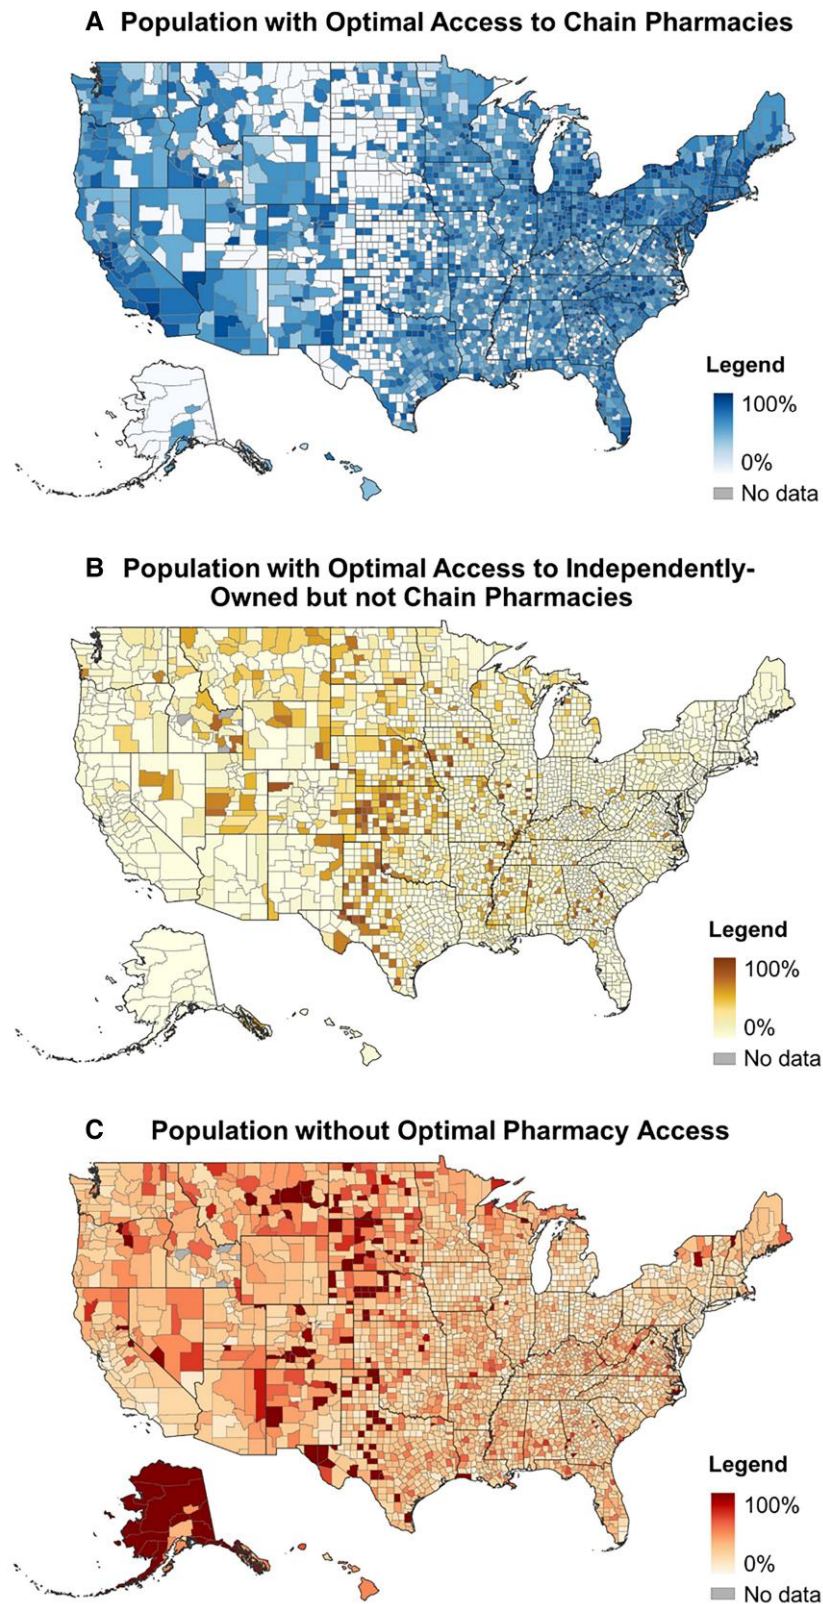 A Population with Optimal Access to Chain Pharmacies
Legend
100%
0%
No data
B Population with Optimal Access to Independently-
Owned but not Chain Pharmacies
Legend
100%
0%
No data
C Population without Optimal Pharmacy Access
Legend
100%
0%
No data